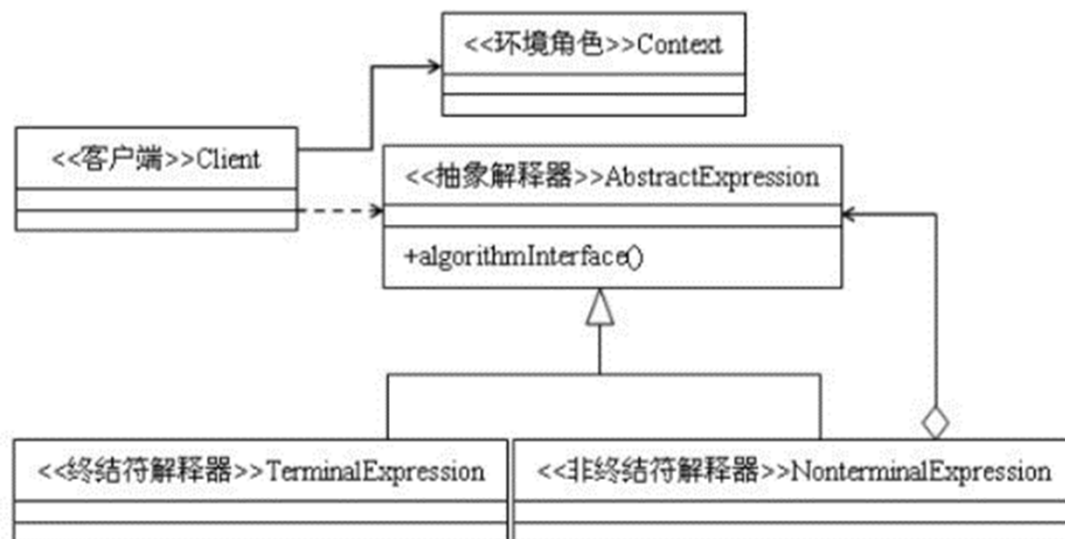 <<环境角色>>Context
<<客户端>>Client
<<抽象解释器>>AbstractExpression
+algorithmInterface()
<<终结符解释器>>TerminalExpression
<<非终结符解释器>>NonterminalExpression